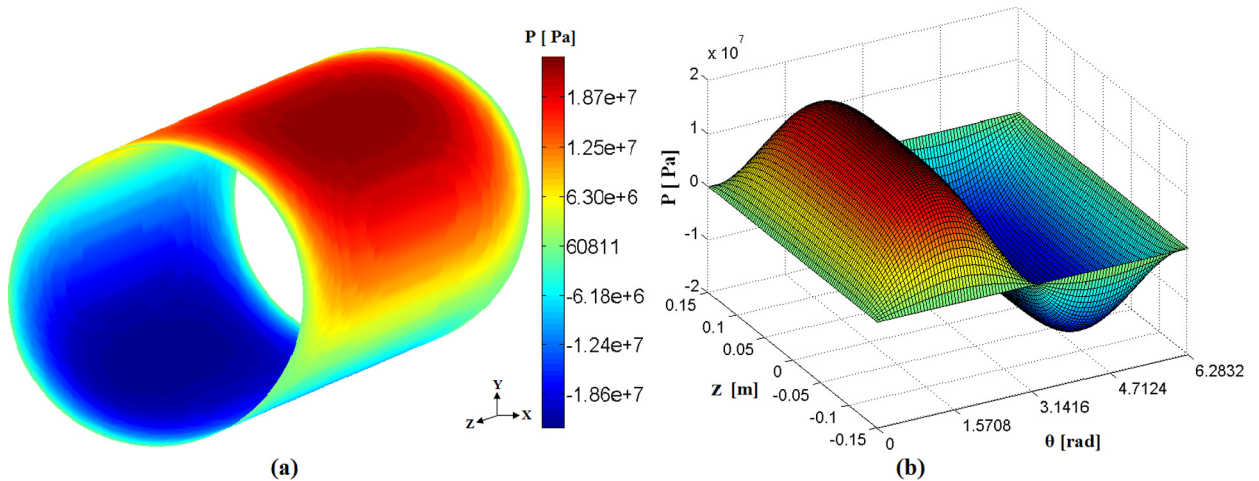 P [ Pa]
1.87e+7
1.25e+7
6.30e+6
60811
-6.18e+6
-1.24e+7
-1.86e+7
Y
X
Z
(a)
x 10^7
2
1
0
-1
-2
P [ Pa]
0.15
0.1
0.05
0
-0.05
-0.1
-0.15
Z [m]
0
1.5708
3.1416
4.7124
6.2832
θ [rad]
(b)